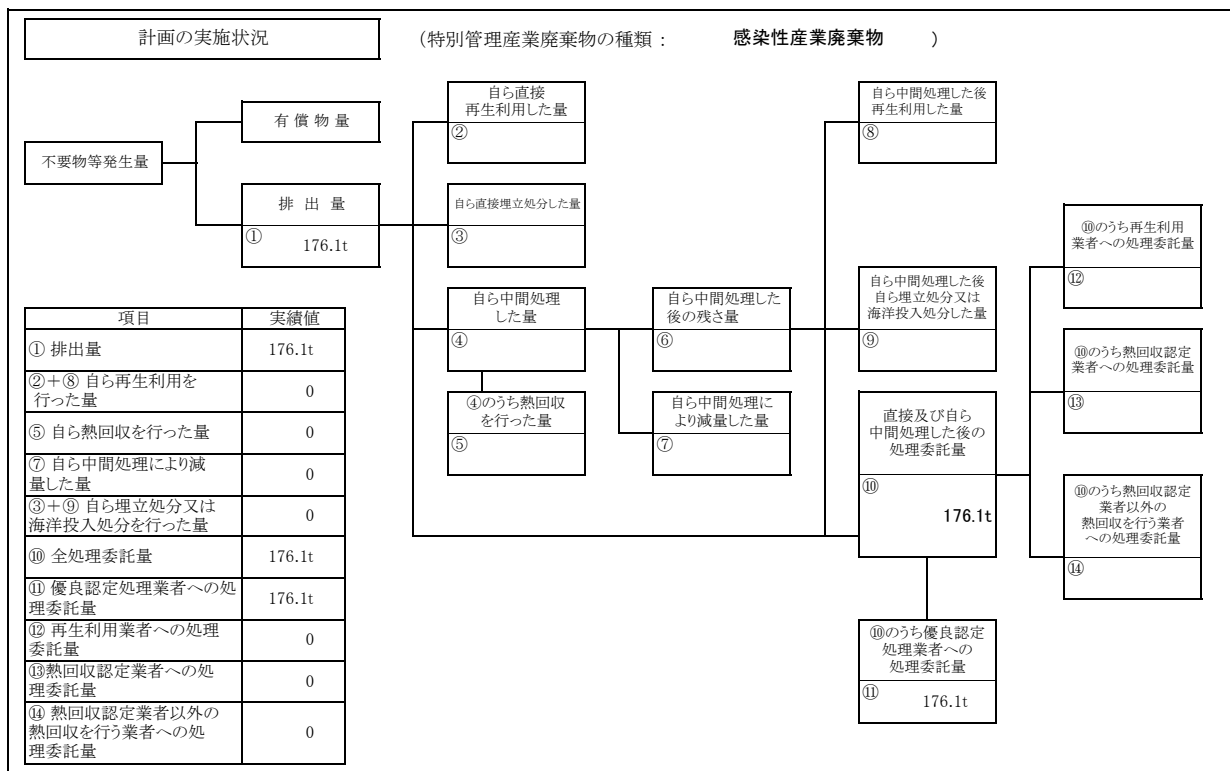 計画の実施状況
（特別管理産業廃棄物の種類： 感染性産業廃棄物 ）
不要物等発生量
有償物量
排出量
① 176.1t
自ら直接
再生利用した量
②
自ら直接埋立処分した量
③
自ら中間処理
した量
④
④のうち熱回収
を行った量
⑤
自ら中間処理した
後の残さ量
⑥
自ら中間処理に
より減量した量
⑦
自ら中間処理した後
再生利用した量
⑧
自ら中間処理した後
自ら埋立処分又は
海洋投入処分した量
⑨
直接及び自ら
中間処理した後の
処理委託量
⑩
176.1t
⑩のうち優良認定
処理業者への
処理委託量
⑪ 176.1t
⑩のうち再生利用
業者への処理委託量
⑫
⑩のうち熱回収認定
業者への処理委託量
⑬
⑩のうち熱回収認定
業者以外の
熱回収を行う業者
への処理委託量
⑭
項目 実績値
① 排出量 176.1t
②＋⑧ 自ら再生利用を
行った量 0
⑤ 自ら熱回収を行った量 0
⑦ 自ら中間処理により減
量した量 0
③＋⑨ 自ら埋立処分又は
海洋投入処分を行った量 0
⑩ 全処理委託量 176.1t
⑪ 優良認定処理業者への処
理委託量 176.1t
⑫ 再生利用業者への処理
委託量 0
⑬熱回収認定業者への処
理委託量 0
⑭ 熱回収認定業者以外の
熱回収を行う業者への処
理委託量 0